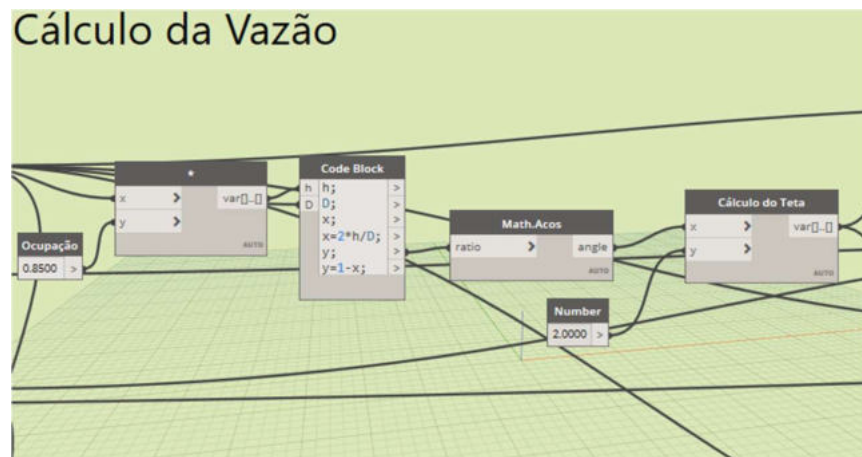 Cálculo da Vazão
Ocupação
0.8500 >
*
x >
y >
var[]..[]
AUTO
Code Block
h h; >
D D; >
x; >
x=2*h/D; >
y; >
y=1-x; >
Math.Acos
ratio > angle
AUTO
Number
2.0000 >
Cálculo do Teta
x > var[]..[]
y >
AUTO